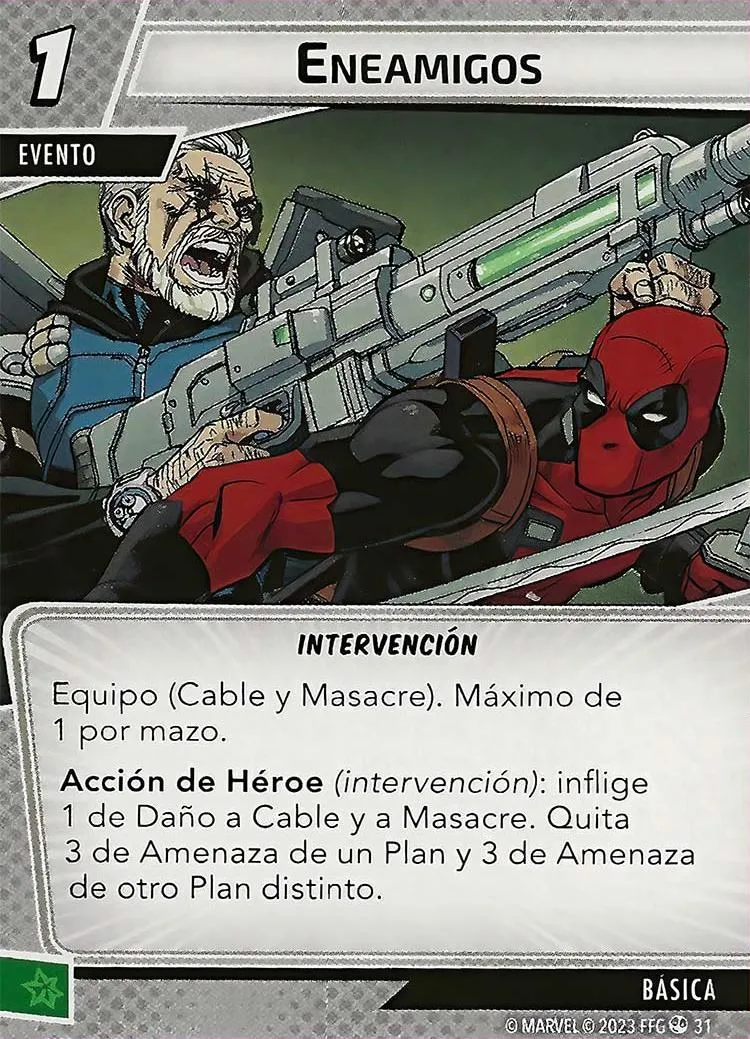 1
ENEAMIGOS
EVENTO
INTERVENCIÓN
Equipo (Cable y Masacre). Máximo de
1 por mazo.
Acción de Héroe (intervención): inflige
1 de Daño a Cable y a Masacre. Quita
3 de Amenaza de un Plan y 3 de Amenaza
de otro Plan distinto.
BÁSICA
© MARVEL © 2023 FFG 31